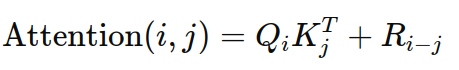 Attention(i, j) = Q_i K_j^T + R_{i−j}